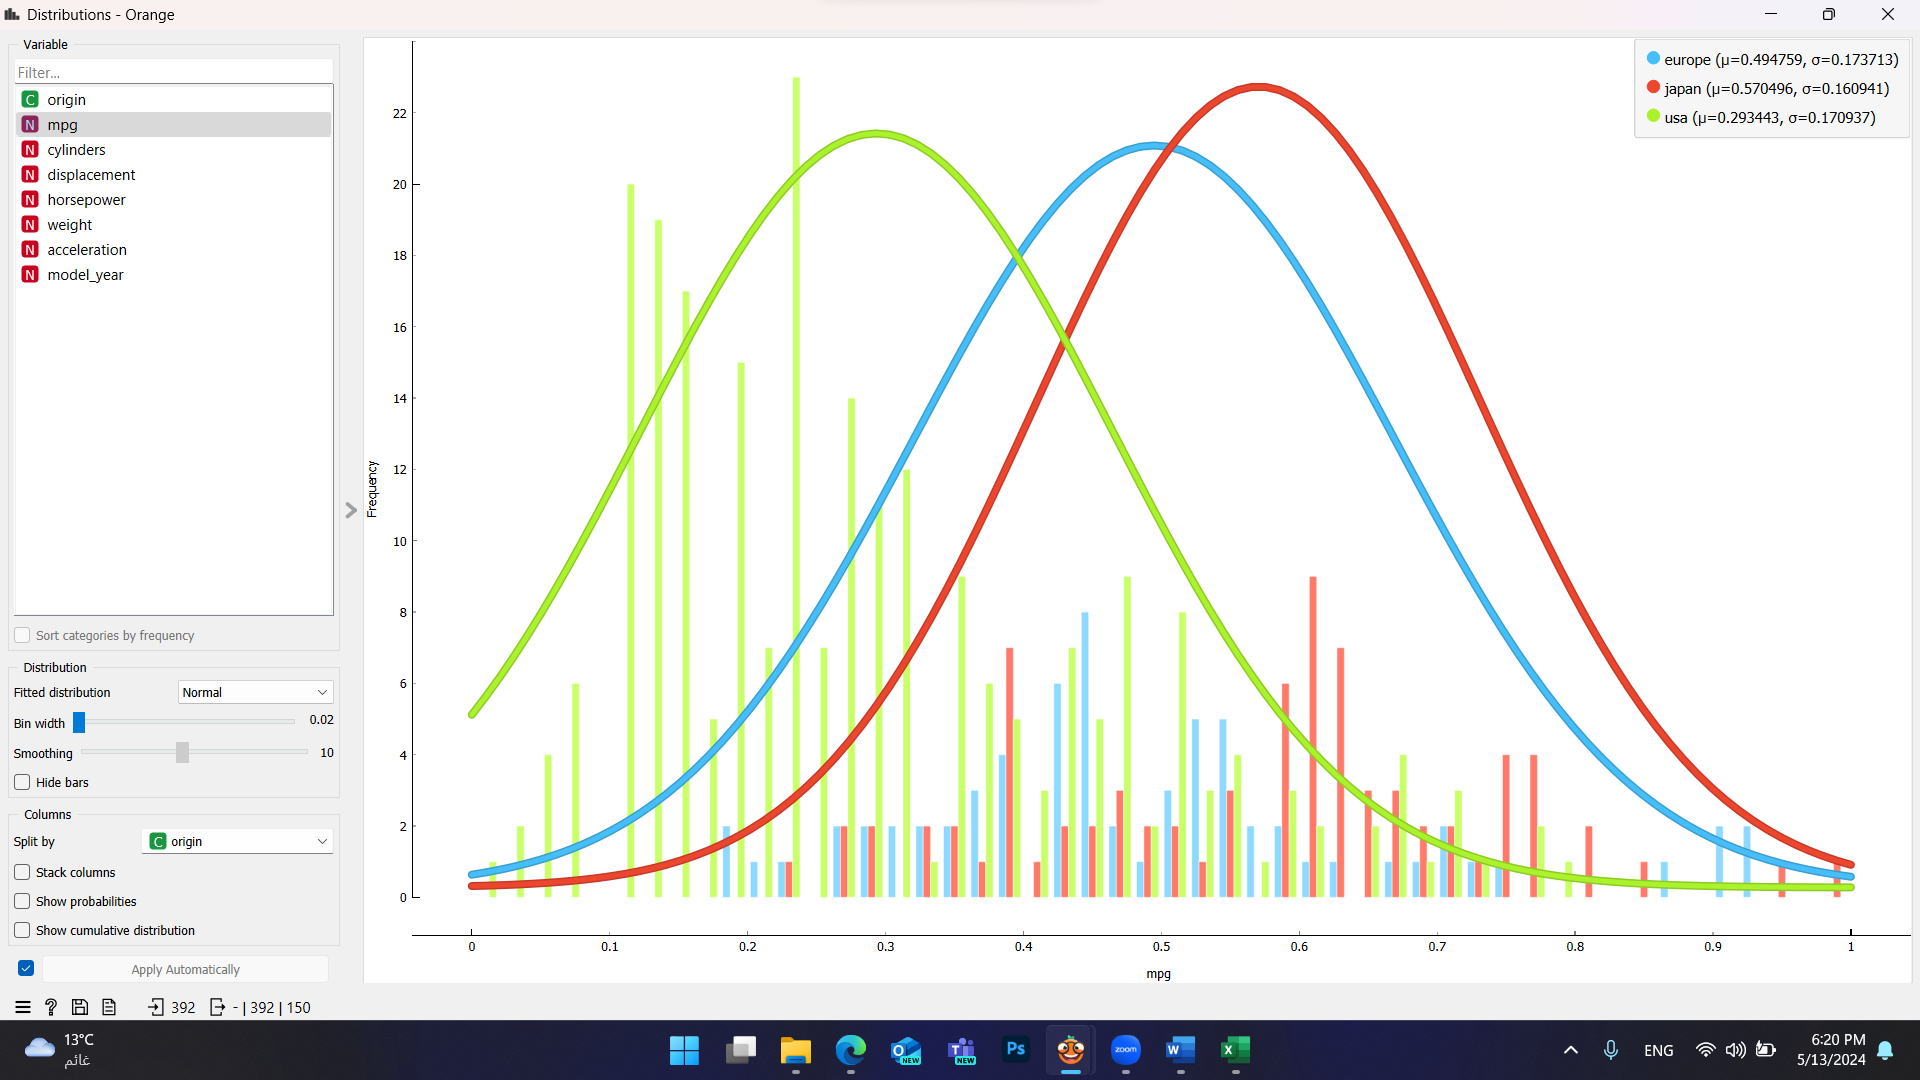 Distributions - Orange
Variable
Filter...
C origin
N mpg
N cylinders
N displacement
N horsepower
N weight
N acceleration
N model_year
Sort categories by frequency
Distribution
Fitted distribution Normal
Bin width 0.02
Smoothing 10
Hide bars
Columns
Split by C origin
Stack columns
Show probabilities
Show cumulative distribution
Apply Automatically
392 - | 392 | 150
europe (μ=0.494759, σ=0.173713)
japan (μ=0.570496, σ=0.160941)
usa (μ=0.293443, σ=0.170937)
22
20
18
16
14
12
10
8
6
4
2
0
Frequency
0 0.1 0.2 0.3 0.4 0.5 0.6 0.7 0.8 0.9 1
mpg
13°C
غائم
O NEW
T NEW
Ps
zoom
W
X
ENG
6:20 PM
5/13/2024